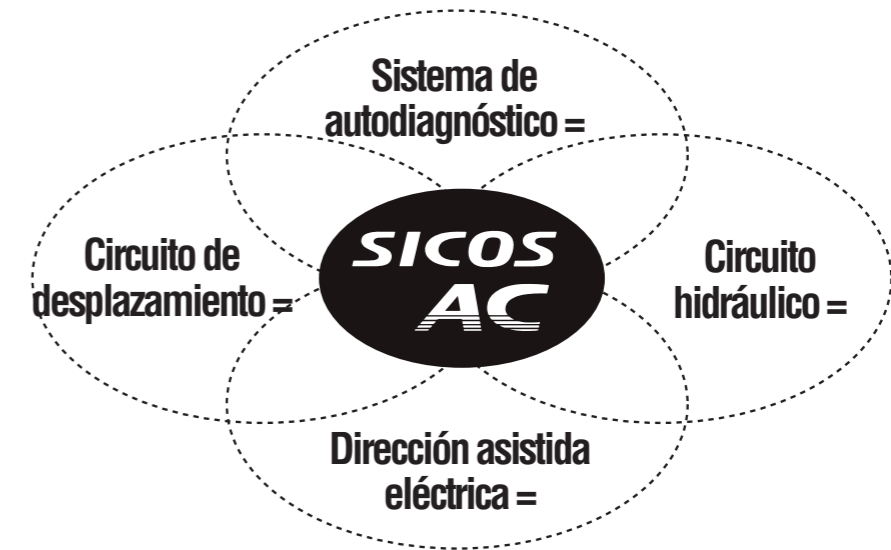 Sistema de
autodiagnóstico =
Circuito de
desplazamiento =
SICOS
AC
Circuito
hidráulico =
Dirección asistida
eléctrica =